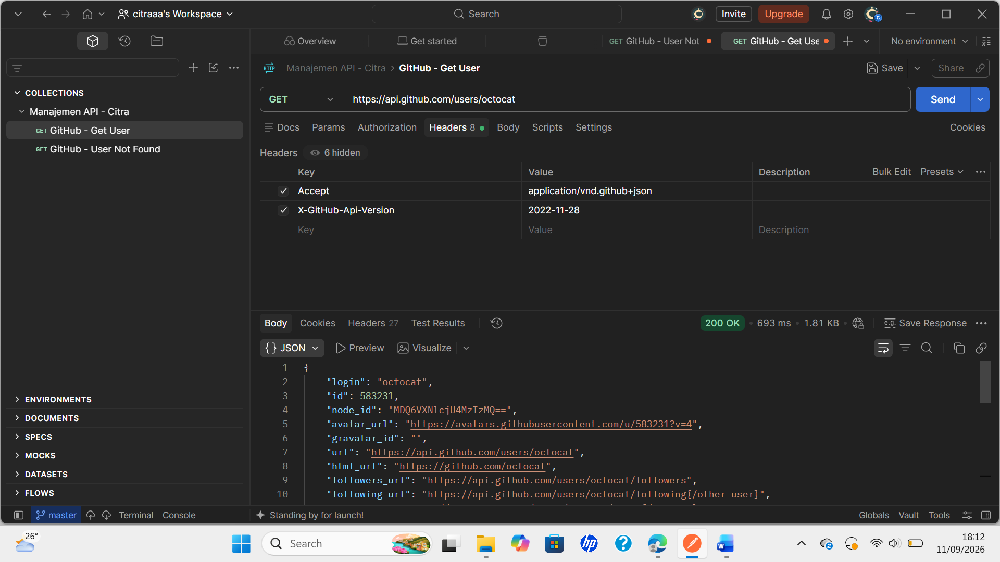 citraaa's Workspace
Search
Invite
Upgrade
Overview
Get started
GET GitHub - User Not
GET GitHub - Get Use
No environment
Manajemen API - Citra > GitHub - Get User
Save
Share
COLLECTIONS
Manajemen API - Citra
GET GitHub - Get User
GET GitHub - User Not Found
HTTP
GET
https://api.github.com/users/octocat
Send
Docs
Params
Authorization
Headers 8
Body
Scripts
Settings
Cookies
Headers
6 hidden
Key
Value
Description
Bulk Edit
Presets
Accept
application/vnd.github+json
X-GitHub-Api-Version
2022-11-28
Key
Value
Description
Body
Cookies
Headers 27
Test Results
200 OK
693 ms
1.81 KB
e.g. Save Response
{} JSON
Preview
Visualize
1 {
2 "login": "octocat",
3 "id": 583231,
4 "node_id": "MDQ6VXNlcjU4MzIzMQ==",
5 "avatar_url": "https://avatars.githubusercontent.com/u/583231?v=4",
6 "gravatar_id": "",
7 "url": "https://api.github.com/users/octocat",
8 "html_url": "https://github.com/octocat",
9 "followers_url": "https://api.github.com/users/octocat/followers",
10 "following_url": "https://api.github.com/users/octocat/following{/other_user}",
ENVIRONMENTS
DOCUMENTS
SPECS
MOCKS
DATASETS
FLOWS
master
Terminal
Console
Standing by for launch!
Globals
Vault
Tools
26°
Search
hp
18:12
11/09/2026